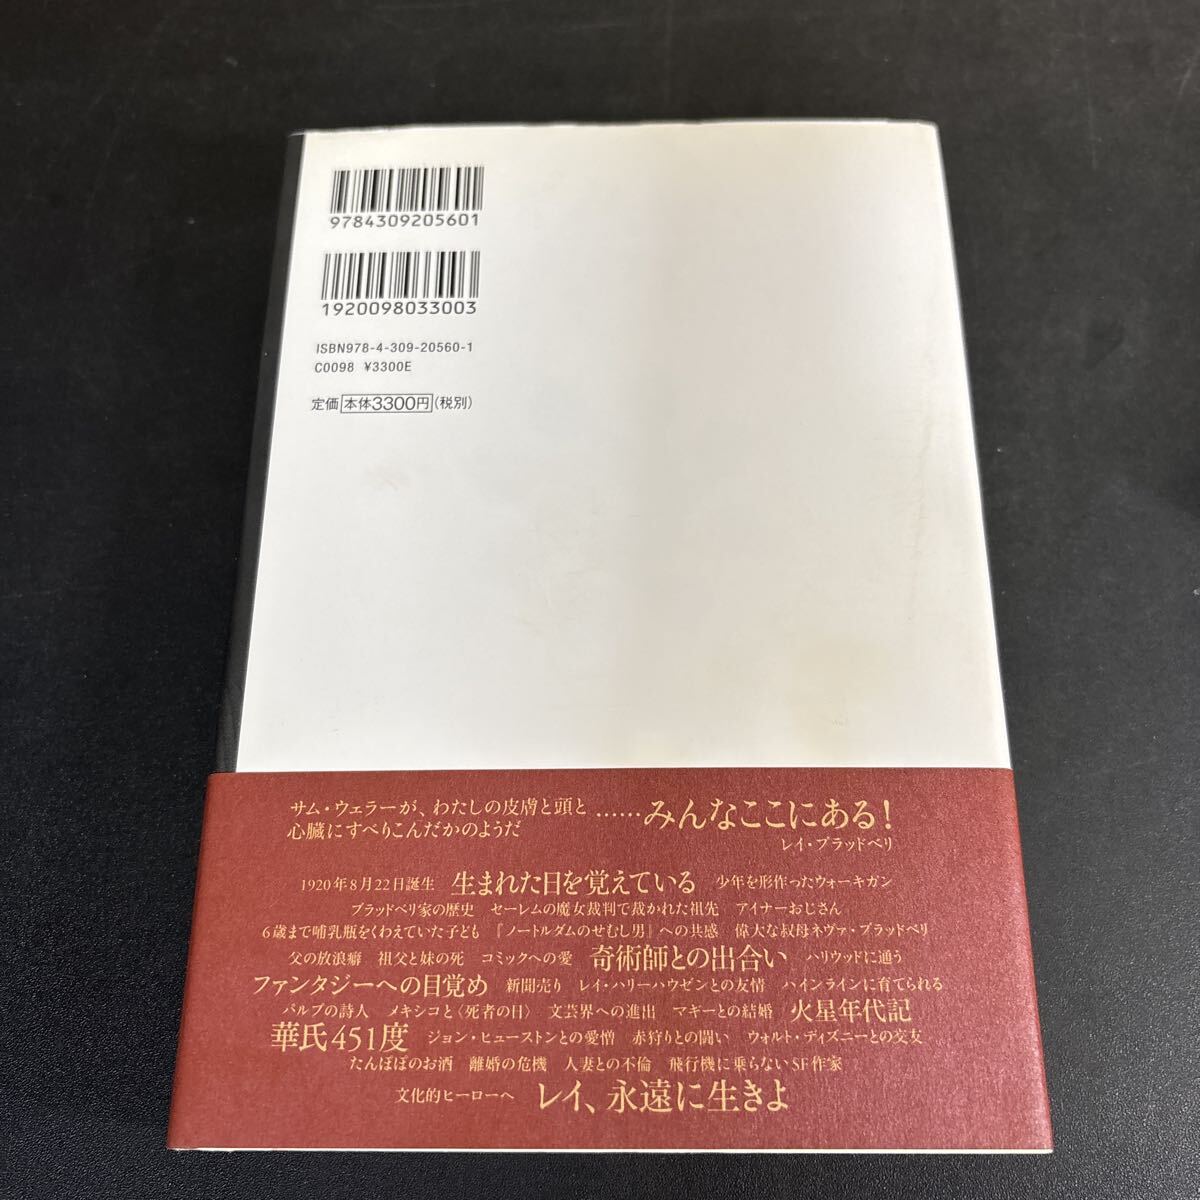 9784309205601
1920098033003
ISBN978-4-309-20560-1
C0098 ¥3300E
定価 本体3300円(税別)
サム・ウェラーが、わたしの皮膚と頭と
心臓にすべりこんだかのようだ
……みんなここにある!
レイ・ブラッドベリ
1920年8月22日誕生 生まれた日を覚えている 少年を形作ったウォーキガン
ブラッドベリ家の歴史 セーレムの魔女裁判で裁かれた祖先 アイナーおじさん
6歳まで哺乳瓶をくわえていた子ども 『ノートルダムのせむし男』への共感 偉大な叔母ネヴァ・ブラッドベリ
父の放浪癖 祖父と妹の死 コミックへの愛 奇術師との出合い ハリウッドに通う
ファンタジーへの目覚め 新聞売り レイ・ハリーハウゼンとの友情 ハインラインに育てられる
パルプの詩人 メキシコと〈死者の日〉 文芸界への進出 マギーとの結婚 火星年代記
華氏451度 ジョン・ヒューストンとの愛憎 赤狩りとの闘い ウォルト・ディズニーとの交友
たんぽぽのお酒 離婚の危機 人妻との不倫 飛行機に乗らないSF作家
文化的ヒーローへ レイ、永遠に生きよ